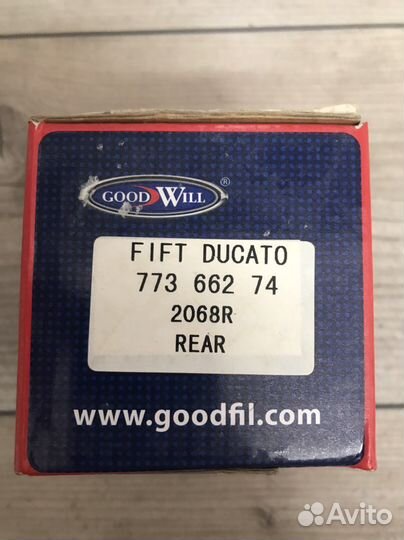 GOOD WILL ®
FIFT DUCATO
773 662 74
2068R
REAR
www.goodfil.com
Avito